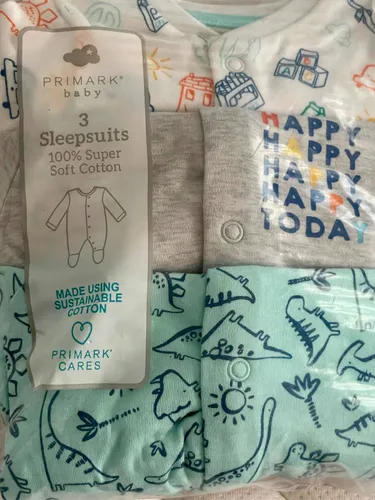 PRIMARK®
baby
3
Sleepsuits
100% Super
Soft Cotton
MADE USING
SUSTAINABLE
COTTON
PRIMARK®
CARES
HAPPY
HAPPY
HAPPY
HAPPY
TODAY